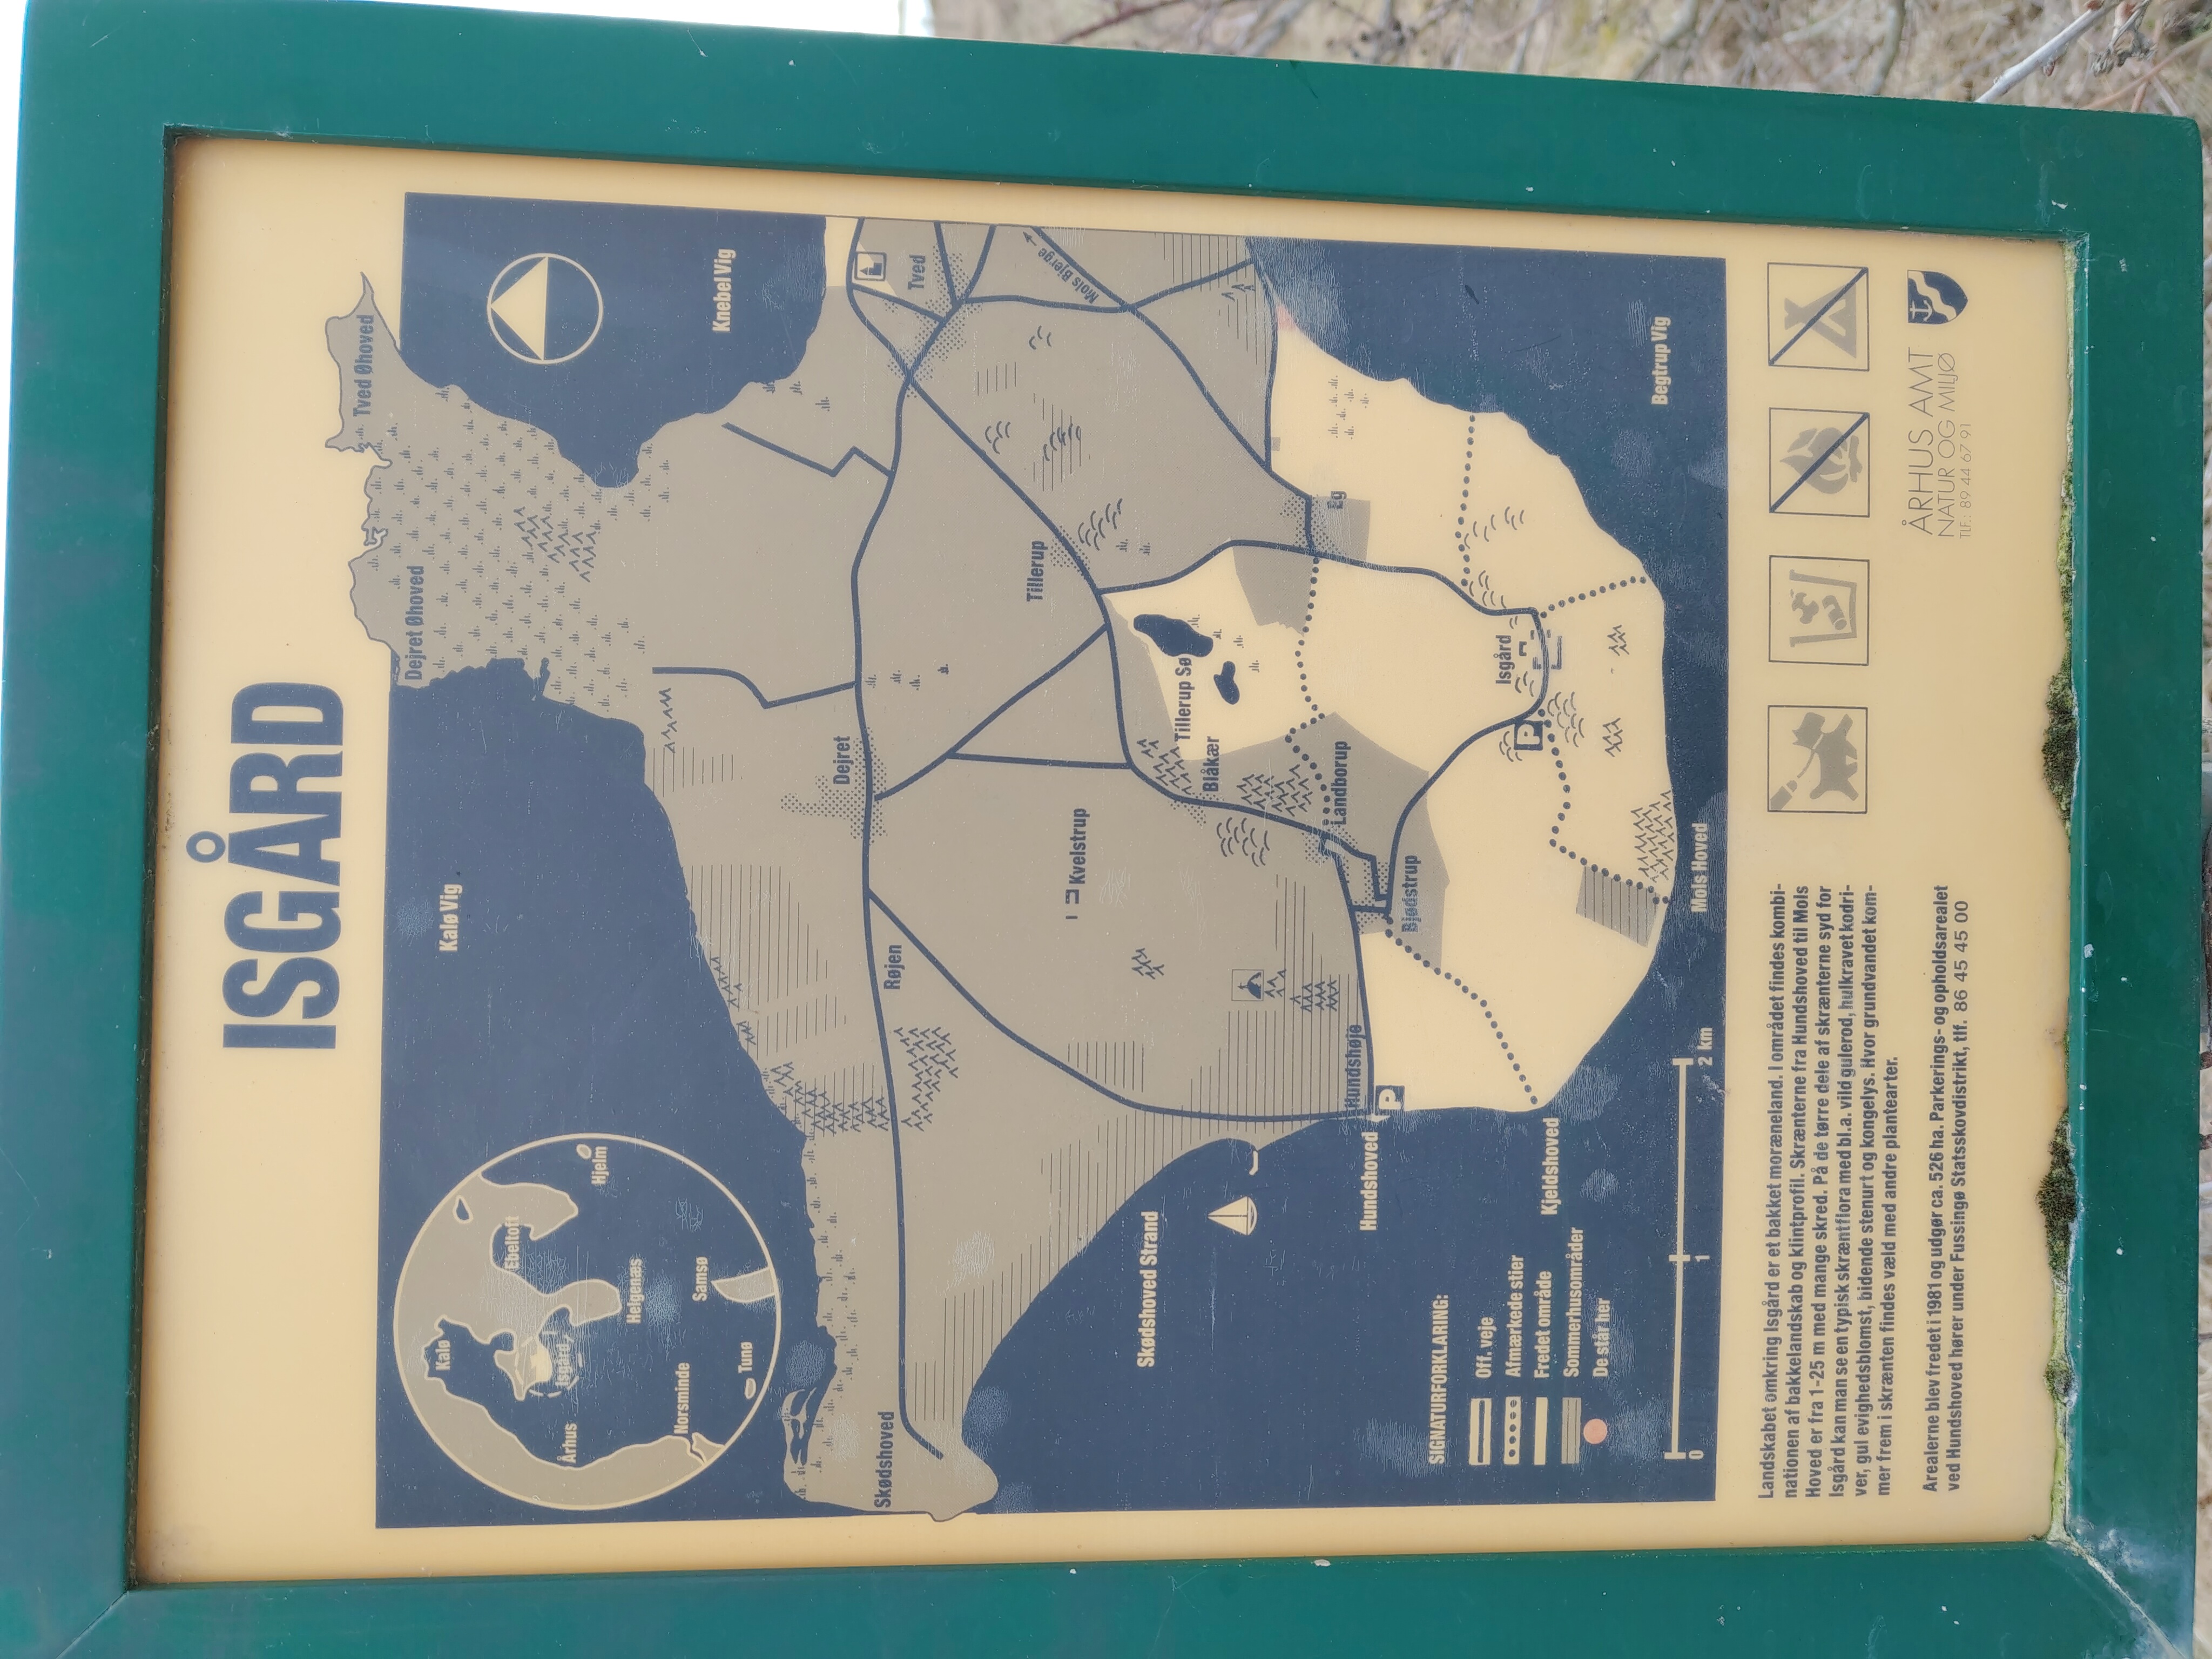 ISGÅRD
Tved Øhoved
Dejret Øhoved
Kalø Vig
Knebel Vig
Kalø
Ebeltoft
Hjelm
Århus
Isgård
Helgenæs
Norsminde
Samsø
Tunø
Tved
Mols Bjerge
Dejret
Røjen
Skødshoved
Tillerup
Kvelstrup
Tillerup Sø
Blåkær
Eg
Landborup
Bjødstrup
Isgård
P
Hundshøje
P
Skødshoved Strand
Hundshoved
Kjeldshoved
Mols Hoved
Begtrup Vig
SIGNATURFORKLARING:
Off. veje
Afmærkede stier
Fredet område
Sommerhusområder
De står her
0 1 2 km
Landskabet omkring Isgård er et bakket moræneland. I området findes kombi-
nationen af bakkelandskab og klintprofil. Skrænterne fra Hundshoved til Mols
Hoved er fra 1-25 m med mange skred. På de tørre dele af skrænterne syd for
Isgård kan man se en typisk skræntflora med bl.a. vild gulerod, hulkravet kodri-
ver, gul evighedsblomst, bidende stenurt og kongelys. Hvor grundvandet kom-
mer frem i skrænten findes væld med andre plantearter.
Arealerne blev fredet i 1981 og udgør ca. 526 ha. Parkerings- og opholdsarealet
ved Hundshoved hører under Fussingø Statsskovdistrikt, tlf. 86 45 45 00
ÅRHUS AMT
NATUR OG MILJØ
TLF.: 89 44 67 91